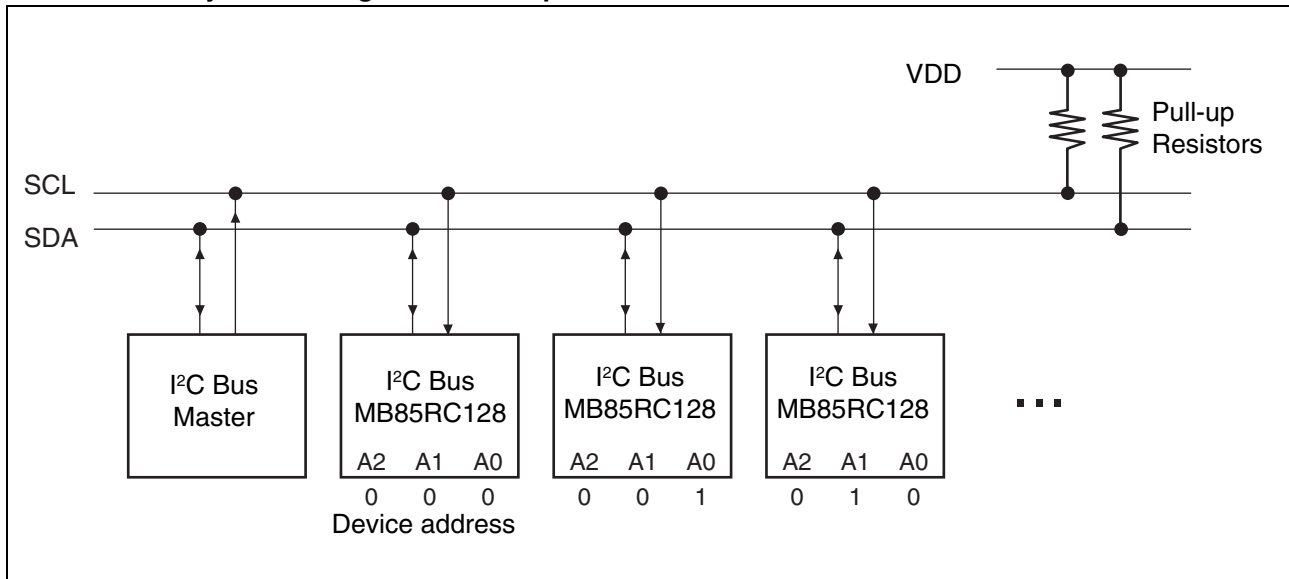 VDD
Pull-up
Resistors
SCL
SDA
I²C Bus
Master
I²C Bus
MB85RC128
A2 A1 A0
0 0 0
Device address
I²C Bus
MB85RC128
A2 A1 A0
0 0 1
I²C Bus
MB85RC128
A2 A1 A0
0 1 0
...